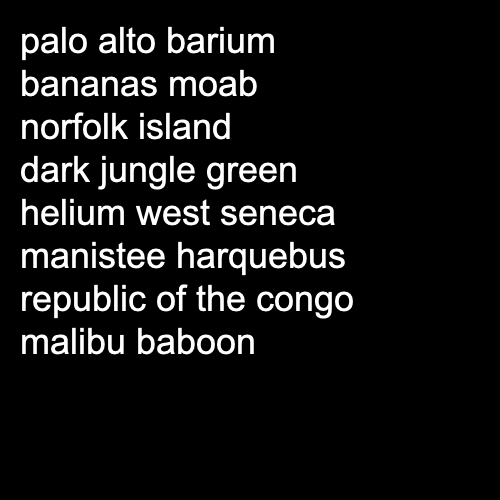 palo alto barium
bananas moab
norfolk island
dark jungle green
helium west seneca
manistee harquebus
republic of the congo
malibu baboon